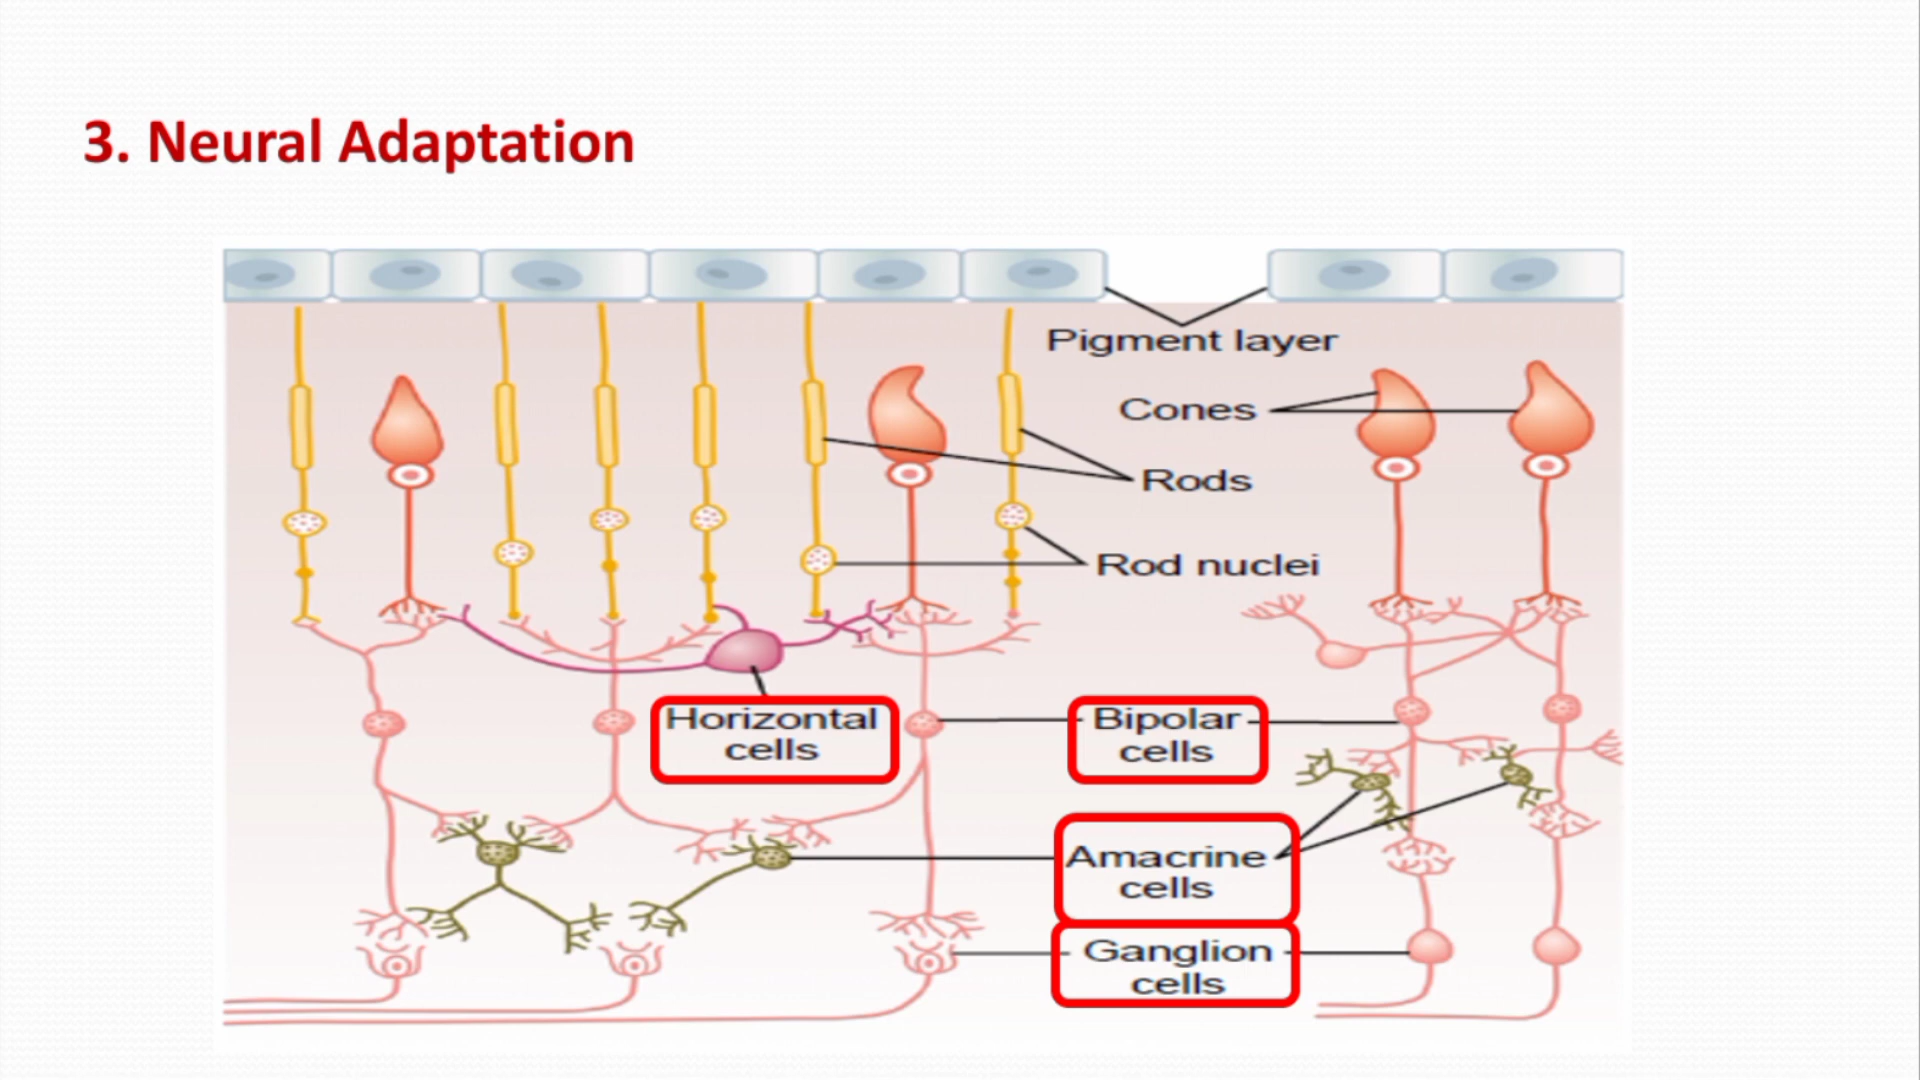 3. Neural Adaptation
Pigment layer
Cones
Rods
Rod nuclei
Horizontal
cells
Bipolar
cells
Amacrine
cells
Ganglion
cells